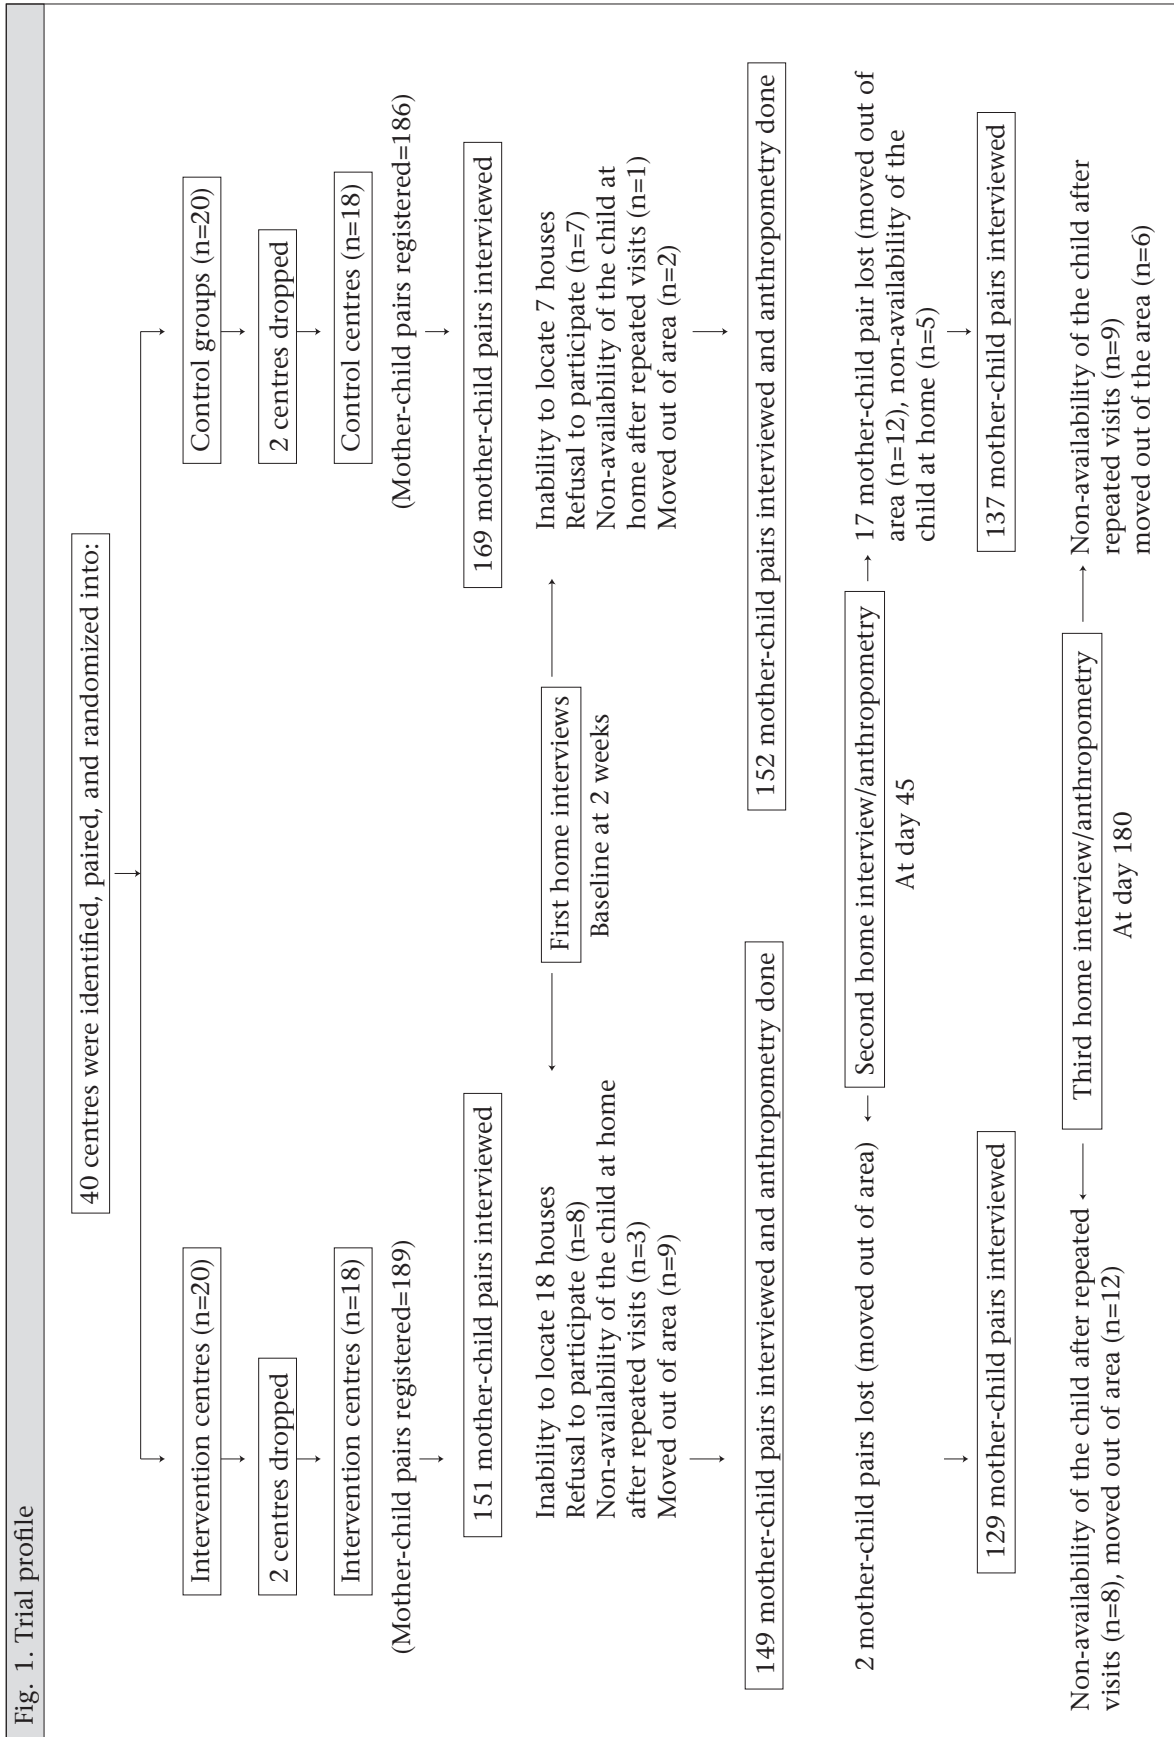 Fig. 1. Trial profile
40 centres were identified, paired, and randomized into:
Intervention centres (n=20)
Control groups (n=20)
2 centres dropped
2 centres dropped
Intervention centres (n=18)
Control centres (n=18)
(Mother-child pairs registered=189)
(Mother-child pairs registered=186)
151 mother-child pairs interviewed
169 mother-child pairs interviewed
First home interviews
Baseline at 2 weeks
Inability to locate 18 houses
Refusal to participate (n=8)
Non-availability of the child at home
after repeated visits (n=3)
Moved out of area (n=9)
Inability to locate 7 houses
Refusal to participate (n=7)
Non-availability of the child at
home after repeated visits (n=1)
Moved out of area (n=2)
149 mother-child pairs interviewed and anthropometry done
152 mother-child pairs interviewed and anthropometry done
2 mother-child pairs lost (moved out of area)
Second home interview/anthropometry
At day 45
17 mother-child pair lost (moved out of
area (n=12), non-availability of the
child at home (n=5)
129 mother-child pairs interviewed
137 mother-child pairs interviewed
Non-availability of the child after repeated
visits (n=8), moved out of area (n=12)
Third home interview/anthropometry
At day 180
Non-availability of the child after
repeated visits (n=9)
moved out of the area (n=6)